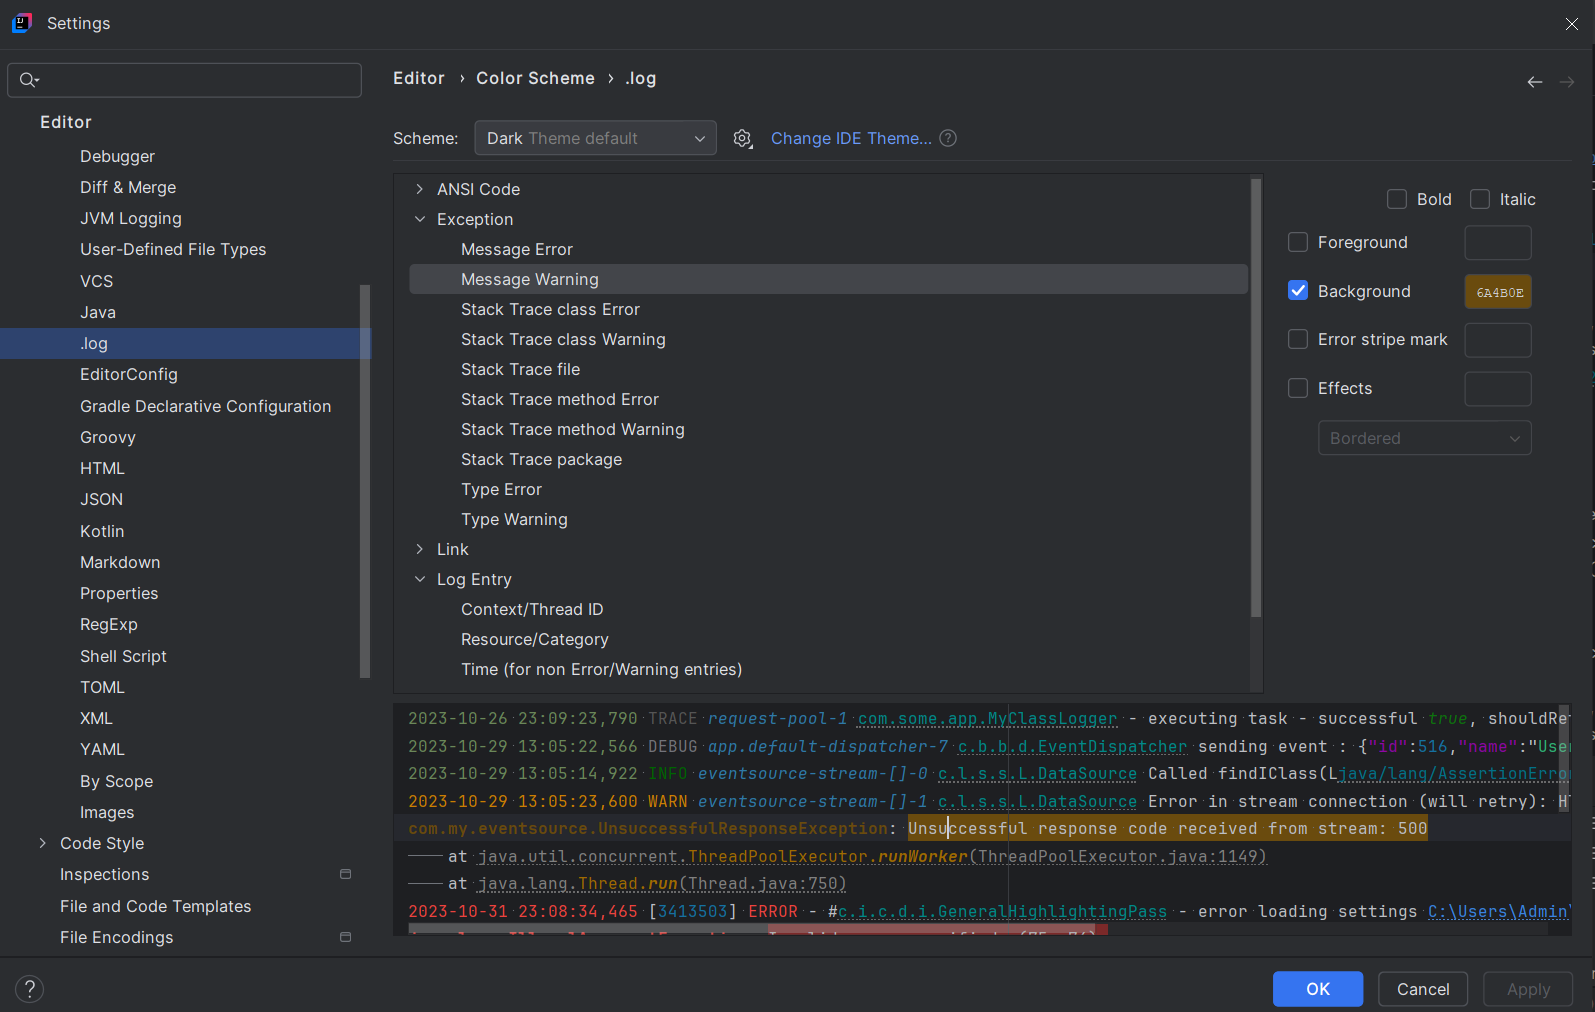 Settings
Editor
Debugger
Diff & Merge
JVM Logging
User-Defined File Types
VCS
Java
.log
EditorConfig
Gradle Declarative Configuration
Groovy
HTML
JSON
Kotlin
Markdown
Properties
RegExp
Shell Script
TOML
XML
YAML
By Scope
Images
Code Style
Inspections
File and Code Templates
File Encodings
Editor › Color Scheme › .log
Scheme: Dark Theme default Change IDE Theme... ?
ANSI Code
Exception
Message Error
Message Warning
Stack Trace class Error
Stack Trace class Warning
Stack Trace file
Stack Trace method Error
Stack Trace method Warning
Stack Trace package
Type Error
Type Warning
Link
Log Entry
Context/Thread ID
Resource/Category
Time (for non Error/Warning entries)
Bold Italic
Foreground
Background 6A4B0E
Error stripe mark
Effects
Bordered
2023-10-26 23:09:23,790 TRACE request-pool-1 com.some.app.MyClassLogger - executing task - successful true, shouldRe
2023-10-29 13:05:22,566 DEBUG app.default-dispatcher-7 c.b.b.d.EventDispatcher sending event : {"id":516,"name":"Use
2023-10-29 13:05:14,922 INFO eventsource-stream-[]-0 c.l.s.s.L.DataSource Called findIClass(Ljava/lang/AssertionErro
2023-10-29 13:05:23,600 WARN eventsource-stream-[]-1 c.l.s.s.L.DataSource Error in stream connection (will retry): H
com.my.eventsource.UnsuccessfulResponseException: Unsuccessful response code received from stream: 500
at java.util.concurrent.ThreadPoolExecutor.runWorker(ThreadPoolExecutor.java:1149)
at java.lang.Thread.run(Thread.java:750)
2023-10-31 23:08:34,465 [3413503] ERROR - #c.i.c.d.i.GeneralHighlightingPass - error loading settings C:\Users\Admin\
? OK Cancel Apply